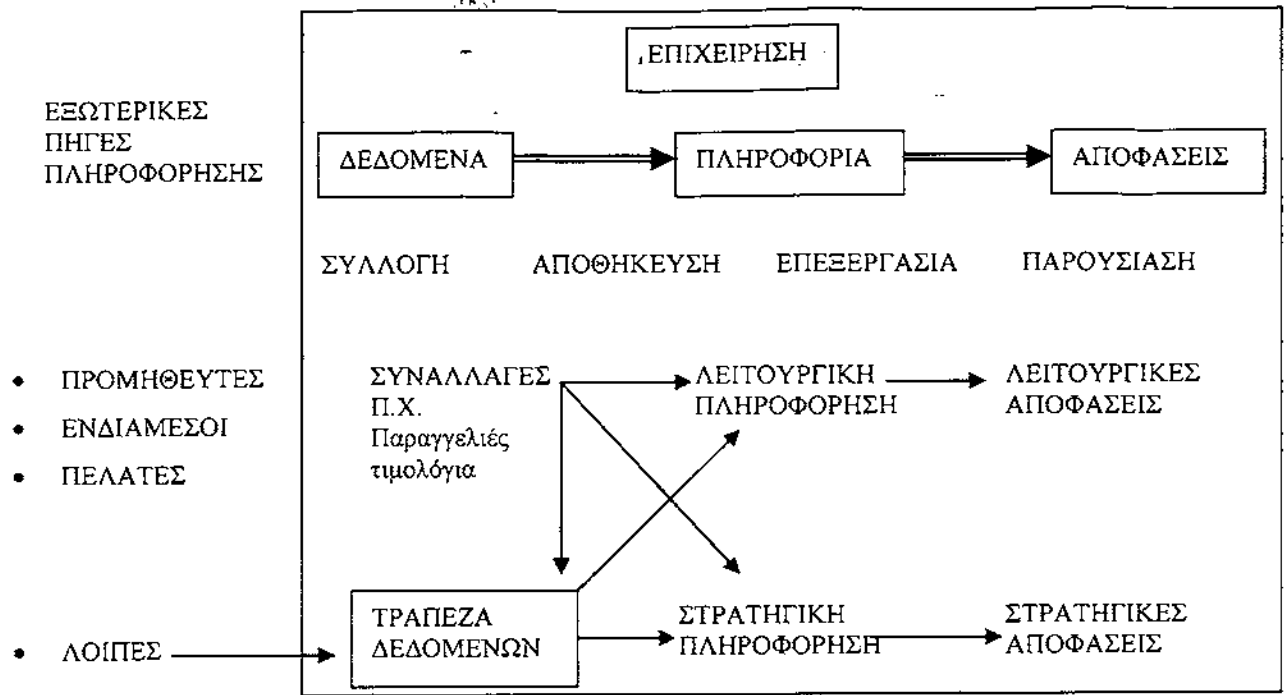 ΕΠΙΧΕΙΡΗΣΗ
ΕΞΩΤΕΡΙΚΕΣ
ΠΗΓΕΣ
ΠΛΗΡΟΦΟΡΗΣΗΣ
ΔΕΔΟΜΕΝΑ
ΠΛΗΡΟΦΟΡΙΑ
ΑΠΟΦΑΣΕΙΣ
ΣΥΛΛΟΓΗ
ΑΠΟΘΗΚΕΥΣΗ
ΕΠΕΞΕΡΓΑΣΙΑ
ΠΑΡΟΥΣΙΑΣΗ
• ΠΡΟΜΗΘΕΥΤΕΣ
• ΕΝΔΙΑΜΕΣΟΙ
• ΠΕΛΑΤΕΣ
ΣΥΝΑΛΛΑΓΕΣ
Π.Χ.
Παραγγελιές
τιμολόγια
ΛΕΙΤΟΥΡΓΙΚΗ
ΠΛΗΡΟΦΟΡΗΣΗ
ΛΕΙΤΟΥΡΓΙΚΕΣ
ΑΠΟΦΑΣΕΙΣ
• ΛΟΙΠΕΣ
ΤΡΑΠΕΖΑ
ΔΕΔΟΜΕΝΩΝ
ΣΤΡΑΤΗΓΙΚΗ
ΠΛΗΡΟΦΟΡΗΣΗ
ΣΤΡΑΤΗΓΙΚΕΣ
ΑΠΟΦΑΣΕΙΣ